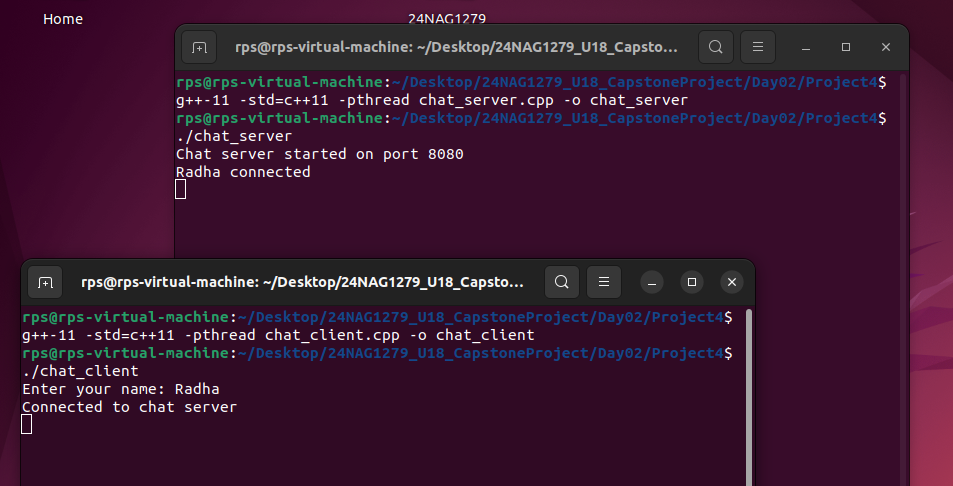 Home
24NAG1279
rps@rps-virtual-machine: ~/Desktop/24NAG1279_U18_Capsto...
rps@rps-virtual-machine:~/Desktop/24NAG1279_U18_CapstoneProject/Day02/Project4$
g++-11 -std=c++11 -pthread chat_server.cpp -o chat_server
rps@rps-virtual-machine:~/Desktop/24NAG1279_U18_CapstoneProject/Day02/Project4$
./chat_server
Chat server started on port 8080
Radha connected
rps@rps-virtual-machine: ~/Desktop/24NAG1279_U18_Capsto...
rps@rps-virtual-machine:~/Desktop/24NAG1279_U18_CapstoneProject/Day02/Project4$
g++-11 -std=c++11 -pthread chat_client.cpp -o chat_client
rps@rps-virtual-machine:~/Desktop/24NAG1279_U18_CapstoneProject/Day02/Project4$
./chat_client
Enter your name: Radha
Connected to chat server